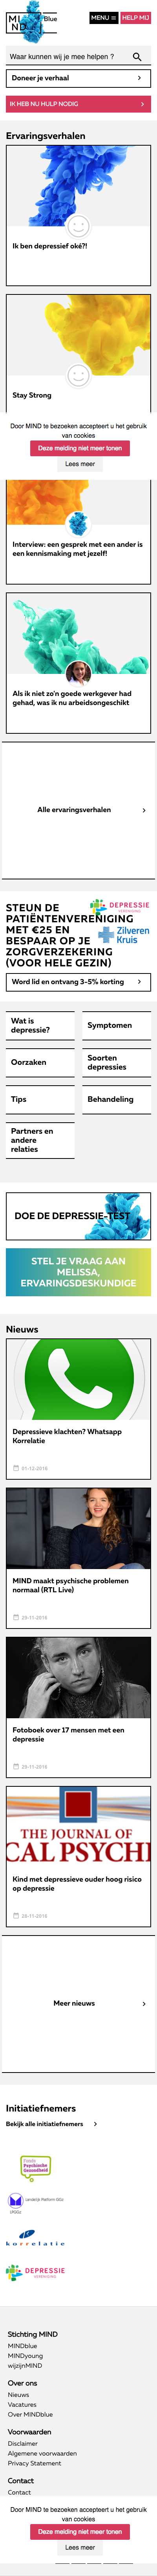 MIND Blue
MENU
HELP MIJ
Waar kunnen wij je mee helpen ?
Doneer je verhaal
IK HEB NU HULP NODIG
Ervaringsverhalen
Ik ben depressief oké?!
Stay Strong
Door MIND te bezoeken accepteert u het gebruik
van cookies
Deze melding niet meer tonen
Lees meer
Interview: een gesprek met een ander is
een kennismaking met jezelf!
Als ik niet zo'n goede werkgever had
gehad, was ik nu arbeidsongeschikt
Alle ervaringsverhalen
STEUN DE
PATIËNTENVERENIGING
MET €25 EN
BESPAAR OP JE
ZORGVERZEKERING
(VOOR HELE GEZIN)
DEPRESSIE
VERENIGING
Zilveren
Kruis
Word lid en ontvang 3-5% korting
Wat is
depressie?
Symptomen
Oorzaken
Soorten
depressies
Tips
Behandeling
Partners en
andere
relaties
DOE DE DEPRESSIE-TEST
STEL JE VRAAG AAN
MELISSA,
ERVARINGSDESKUNDIGE
Nieuws
Depressieve klachten? Whatsapp
Korrelatie
01-12-2016
MIND maakt psychische problemen
normaal (RTL Live)
29-11-2016
Fotoboek over 17 mensen met een
depressie
29-11-2016
THE JOURNAL OF
CAL PSYCHI
Kind met depressieve ouder hoog risico
op depressie
28-11-2016
Meer nieuws
Initiatiefnemers
Bekijk alle initiatiefnemers
Fonds
Psychische
Gezondheid
Landelijk Platform GGz
LPGGz
korrelatie
DEPRESSIE
VERENIGING
Stichting MIND
MINDblue
MINDyoung
wijzijnMIND
Over ons
Nieuws
Vacatures
Over MINDblue
Voorwaarden
Disclaimer
Algemene voorwaarden
Privacy Statement
Contact
Contact
Door MIND te bezoeken accepteert u het gebruik
van cookies
Deze melding niet meer tonen
Lees meer